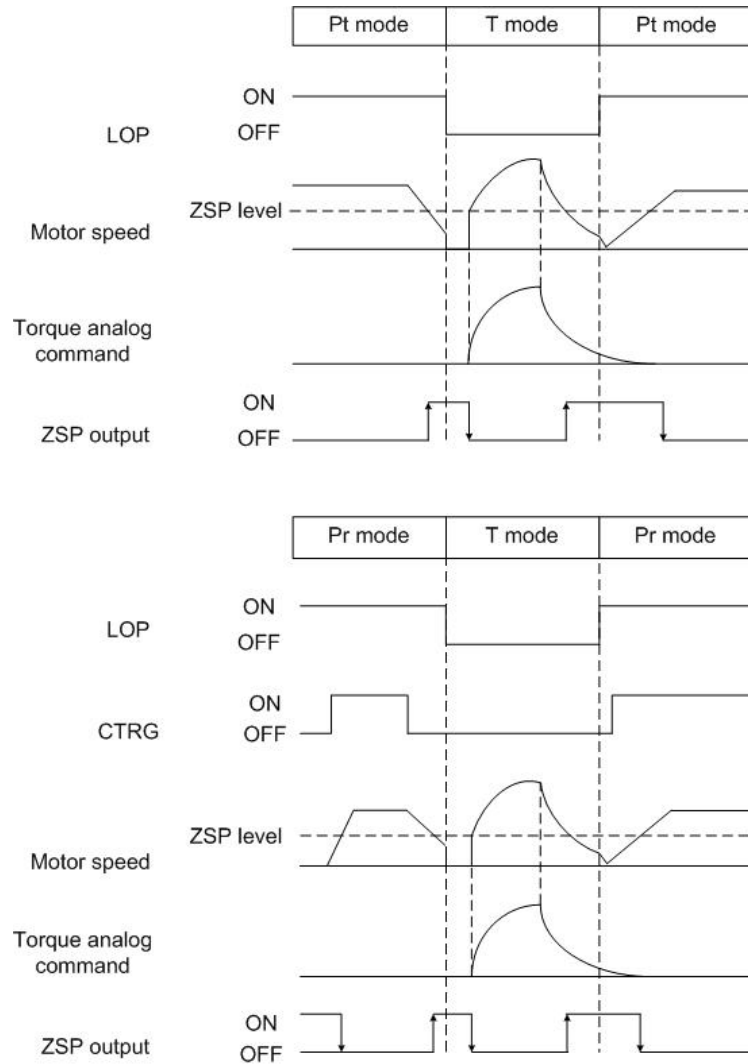 Pt mode T mode Pt mode
ON
LOP OFF
ZSP level
Motor speed
Torque analog
command
ON
ZSP output OFF
Pr mode T mode Pr mode
ON
LOP
OFF
ON
CTRG OFF
ZSP level
Motor speed
Torque analog
command
ON
ZSP output OFF